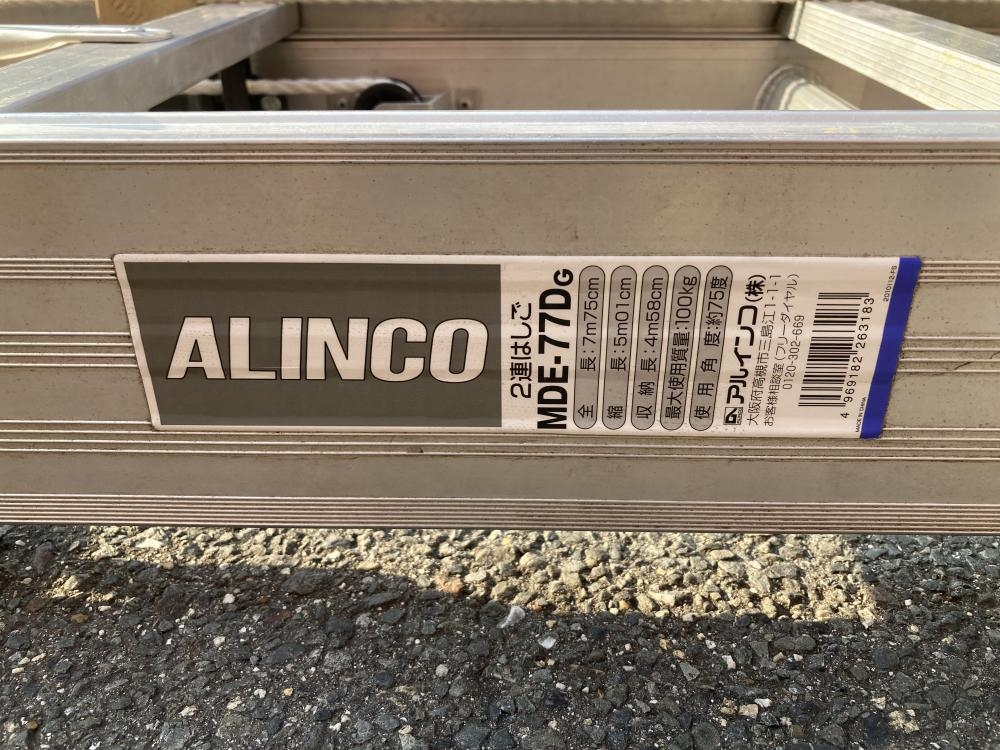 ALINCO
2連はしご
MDE-77DG
全長:7m75cm
縮長:5m01cm
収納長:4m58cm
最大使用質量:100kg
使用角度:約75度
アルインコ(株)
大阪府高槻市三島江1-1-1
お客様相談室(フリーダイヤル)
0120-302-669
4 969182 263183
MADE IN CHINA
2010112-FS